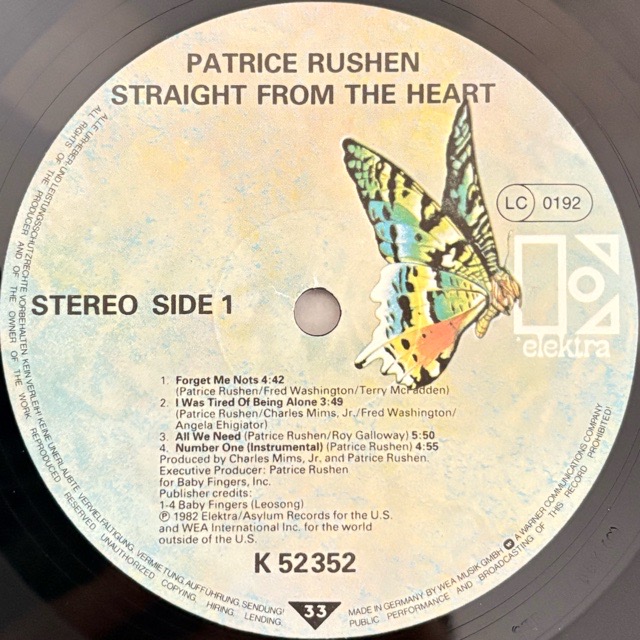 PATRICE RUSHEN
STRAIGHT FROM THE HEART
LC 0192
elektra
STEREO SIDE 1
1. Forget Me Nots 4:42
(Patrice Rushen/Fred Washington/Terry McFadden)
2. I Was Tired Of Being Alone 3:49
(Patrice Rushen/Charles Mims, Jr./Fred Washington/
Angela Ehigiator)
3. All We Need (Patrice Rushen/Roy Galloway) 5:50
4. Number One (Instrumental) (Patrice Rushen) 4:55
Produced by Charles Mims, Jr. and Patrice Rushen.
Executive Producer: Patrice Rushen
for Baby Fingers, Inc.
Publisher credits:
1-4 Baby Fingers (Leosong)
℗ 1982 Elektra/Asylum Records for the U.S.
and WEA International Inc. for the world
outside of the U.S.
K 52352
33
ALLE URHEBER-UND LEISTUNGSSCHUTZRECHTE VORBEHALTEN. KEIN VERLEIH! KEINE UNERLAUBTE VERVIELFÄLTIGUNG, VERMIETUNG, AUFFÜHRUNG, SENDUNG!
ALL RIGHTS OF THE PRODUCER AND OF THE OWNER OF THE WORK REPRODUCED RESERVED. UNAUTHORIZED COPYING, HIRING, LENDING,
MADE IN GERMANY BY WEA MUSIK GMBH A WARNER COMMUNICATIONS COMPANY
PUBLIC PERFORMANCE AND BROADCASTING OF THIS RECORD PROHIBITED!